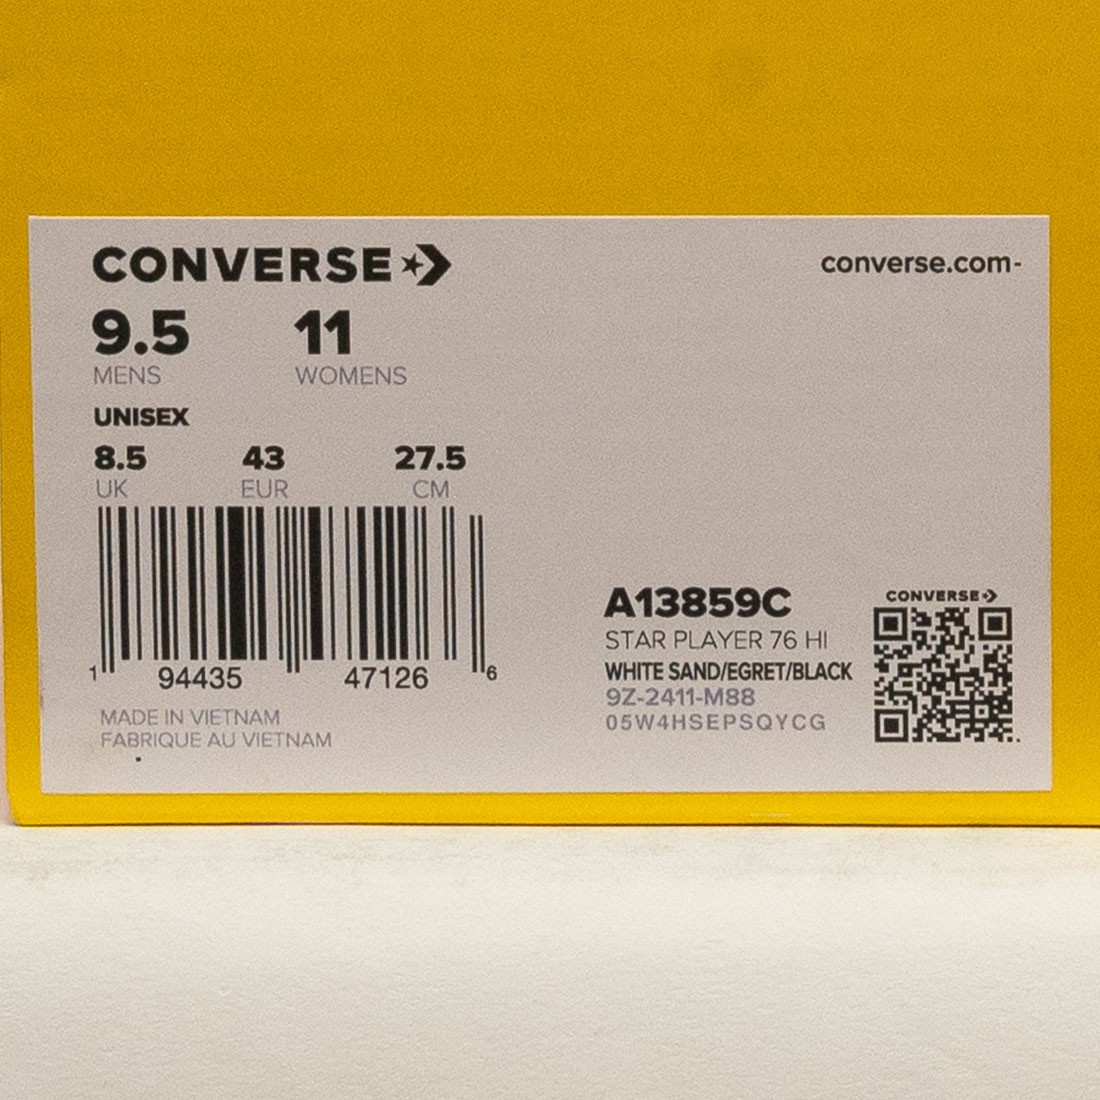 CONVERSE
converse.com-
9.5 11
MENS WOMENS
UNISEX
8.5 43 27.5
UK EUR CM
1 94435 47126 6
MADE IN VIETNAM
FABRIQUE AU VIETNAM
CONVERSE
A13859C
STAR PLAYER 76 HI
WHITE SAND/EGRET/BLACK
9Z-2411-M88
05W4HSEPSQYCG